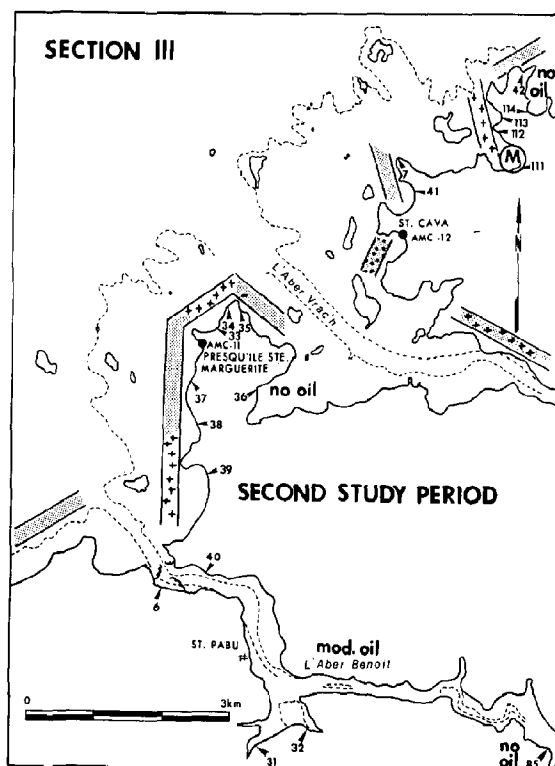 SECTION III
no
oil
42
114
113
112
M
111
41
ST. CAVA
AMC-12
N
L'Aber Vrac'h
34
35
33
AMC-11
PRESQU'ILE STE.
MARGUERITE
no oil
36
37
38
39
SECOND STUDY PERIOD
40
6
ST. PABU
mod. oil
L'Aber Benoit
0
3km
32
31
no
oil
85